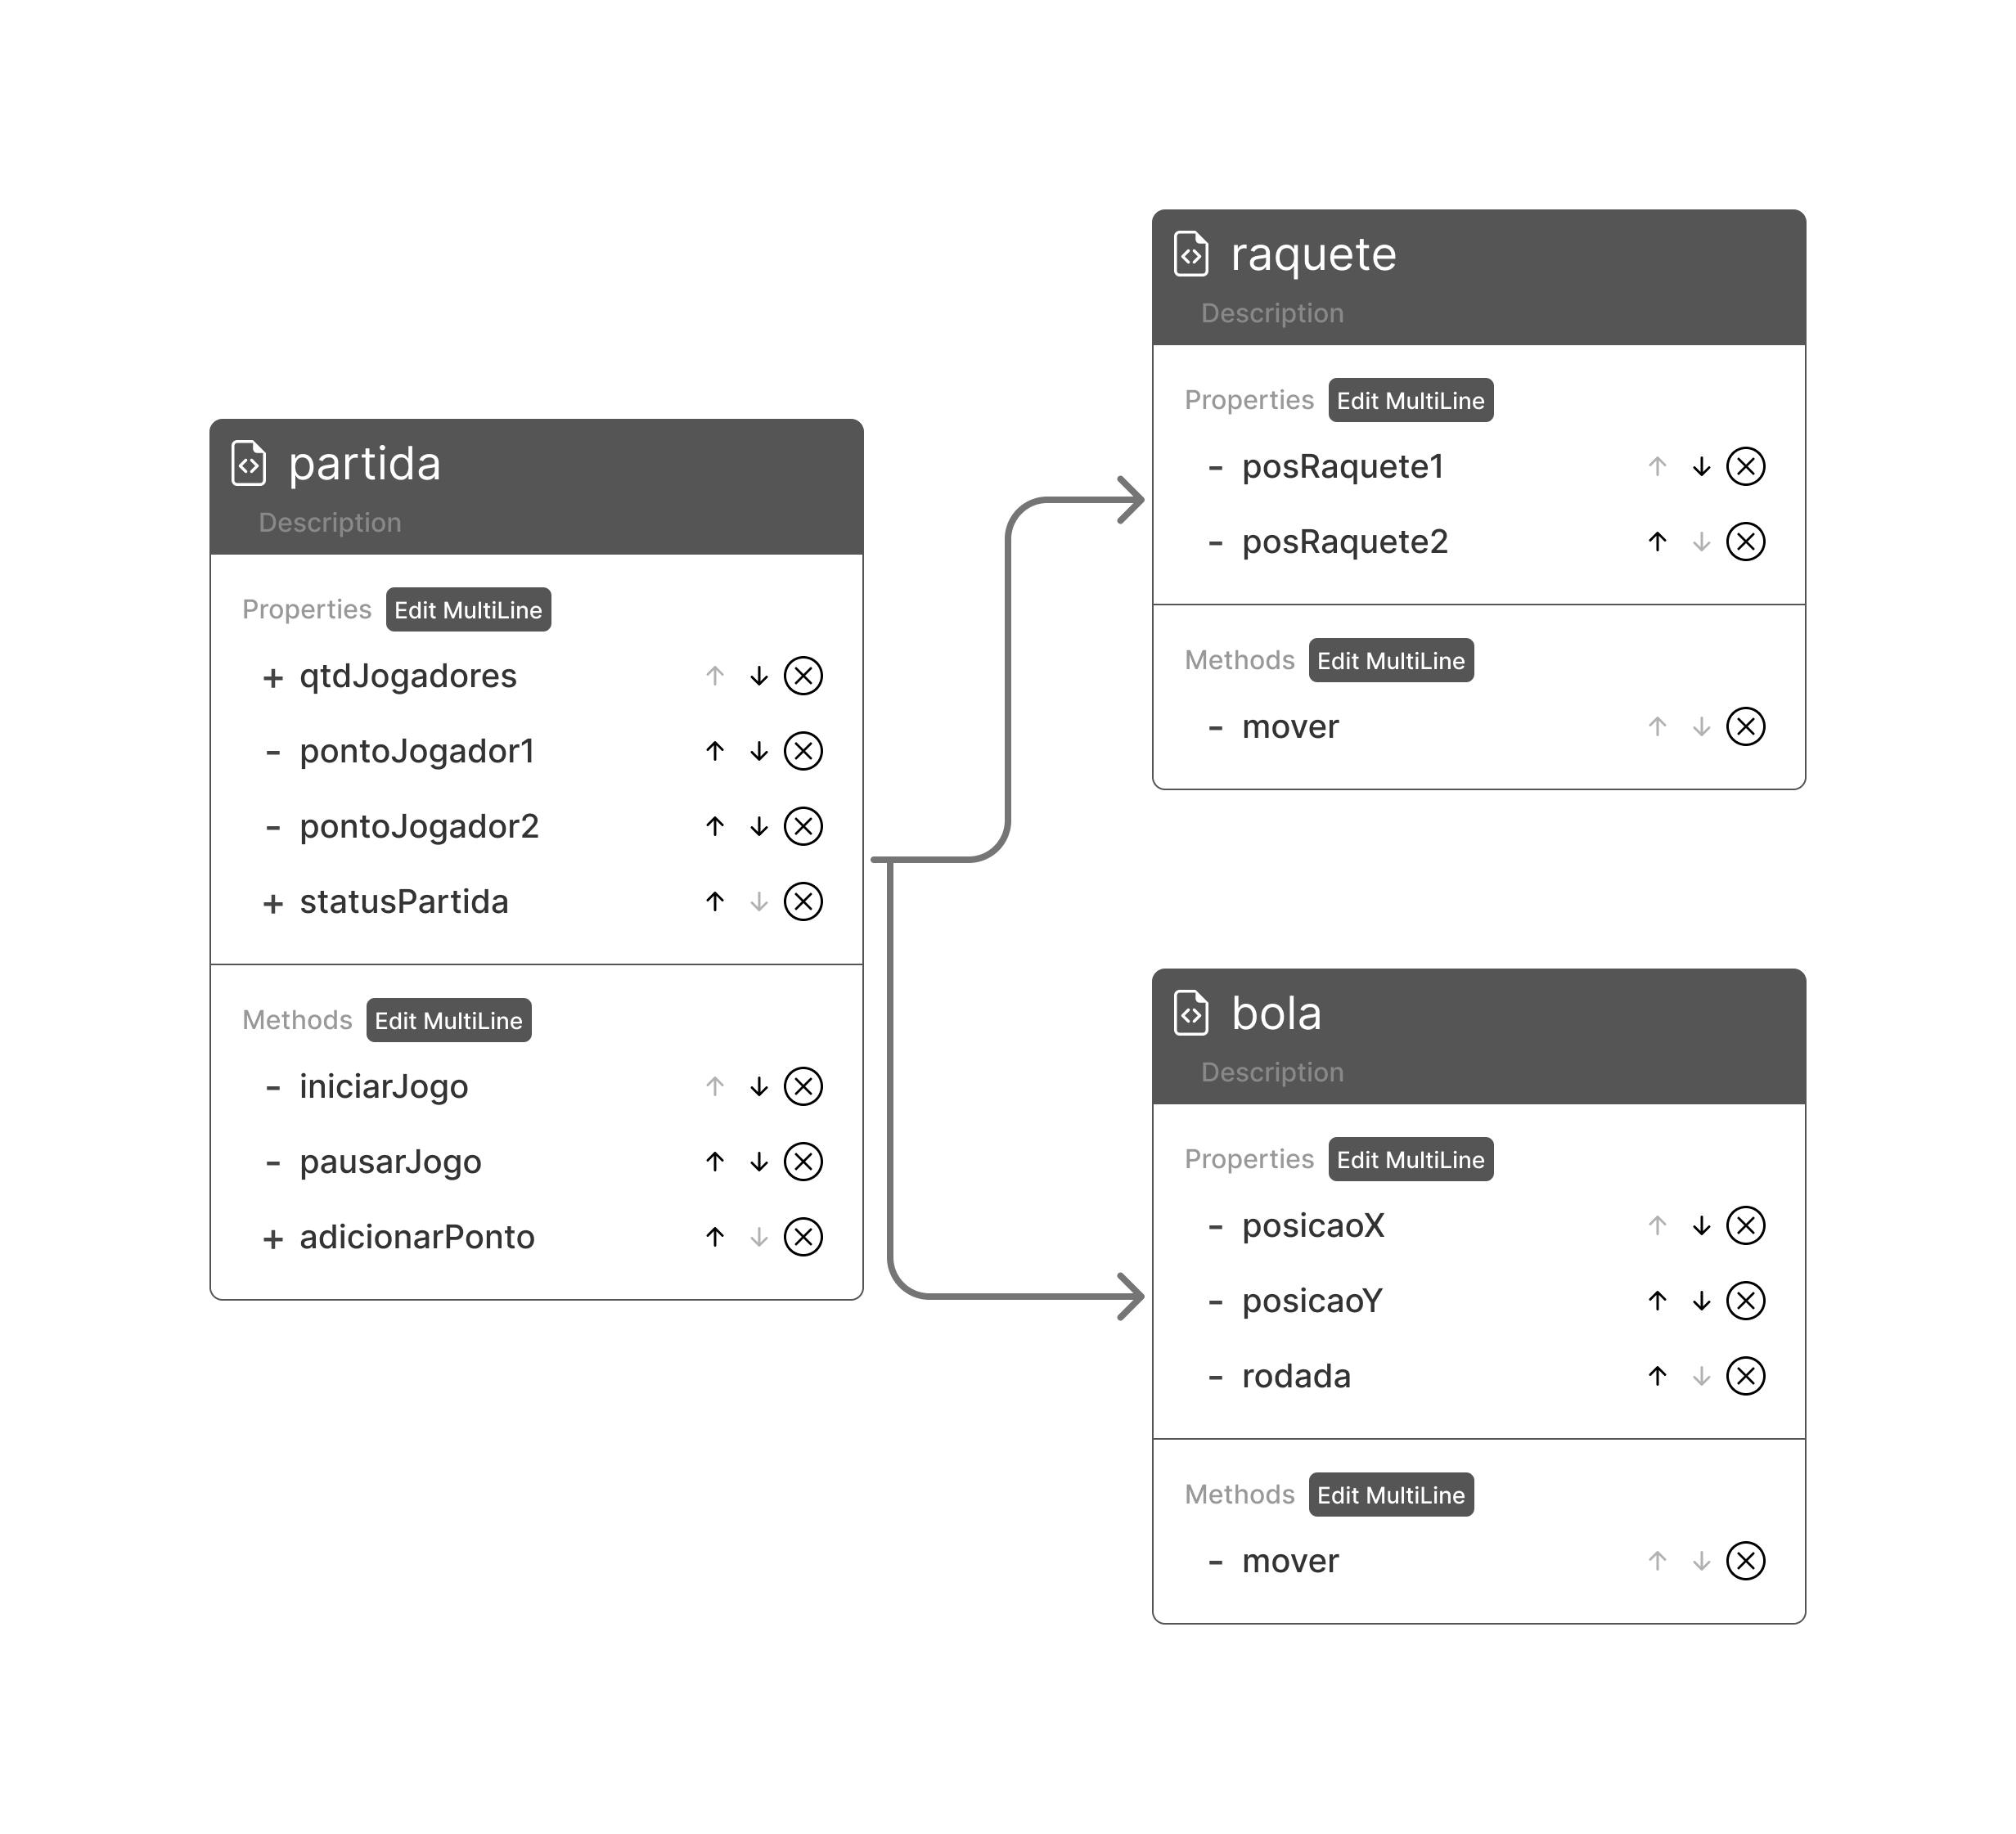 partida
Description
Properties Edit MultiLine
+ qtdJogadores
- pontoJogador1
- pontoJogador2
+ statusPartida
Methods Edit MultiLine
- iniciarJogo
- pausarJogo
+ adicionarPonto
raquete
Description
Properties Edit MultiLine
- posRaquete1
- posRaquete2
Methods Edit MultiLine
- mover
bola
Description
Properties Edit MultiLine
- posicaoX
- posicaoY
- rodada
Methods Edit MultiLine
- mover